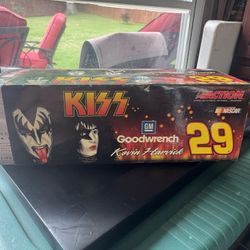 KISS
ACTION
NASCAR
GM
Goodwrench
29
Kevin Harvick